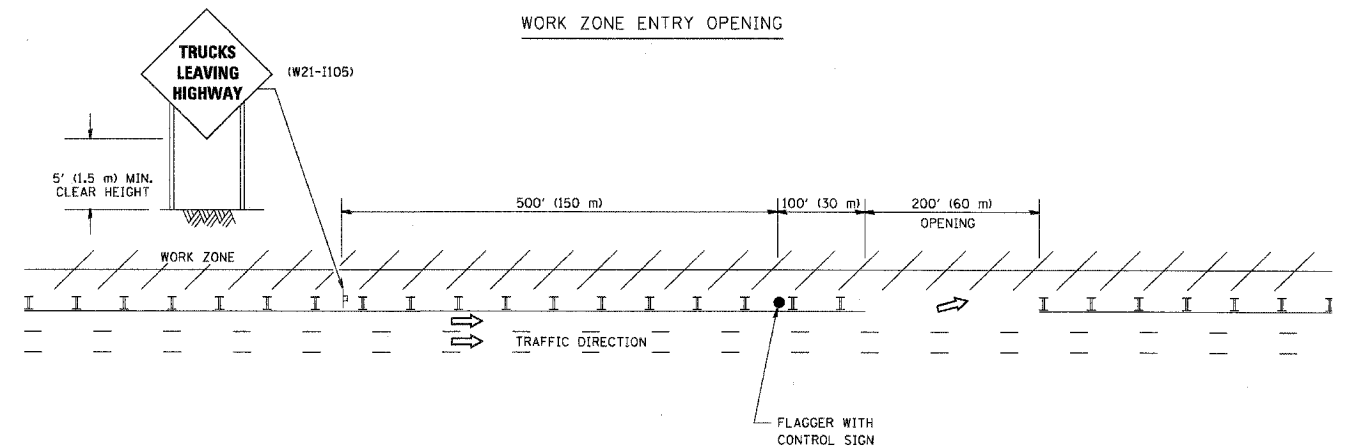 WORK ZONE ENTRY OPENING
TRUCKS
LEAVING
HIGHWAY
(W21-I105)
5' (1.5 m) MIN.
CLEAR HEIGHT
500' (150 m)
100' (30 m)
200' (60 m)
OPENING
WORK ZONE
TRAFFIC DIRECTION
FLAGGER WITH
CONTROL SIGN